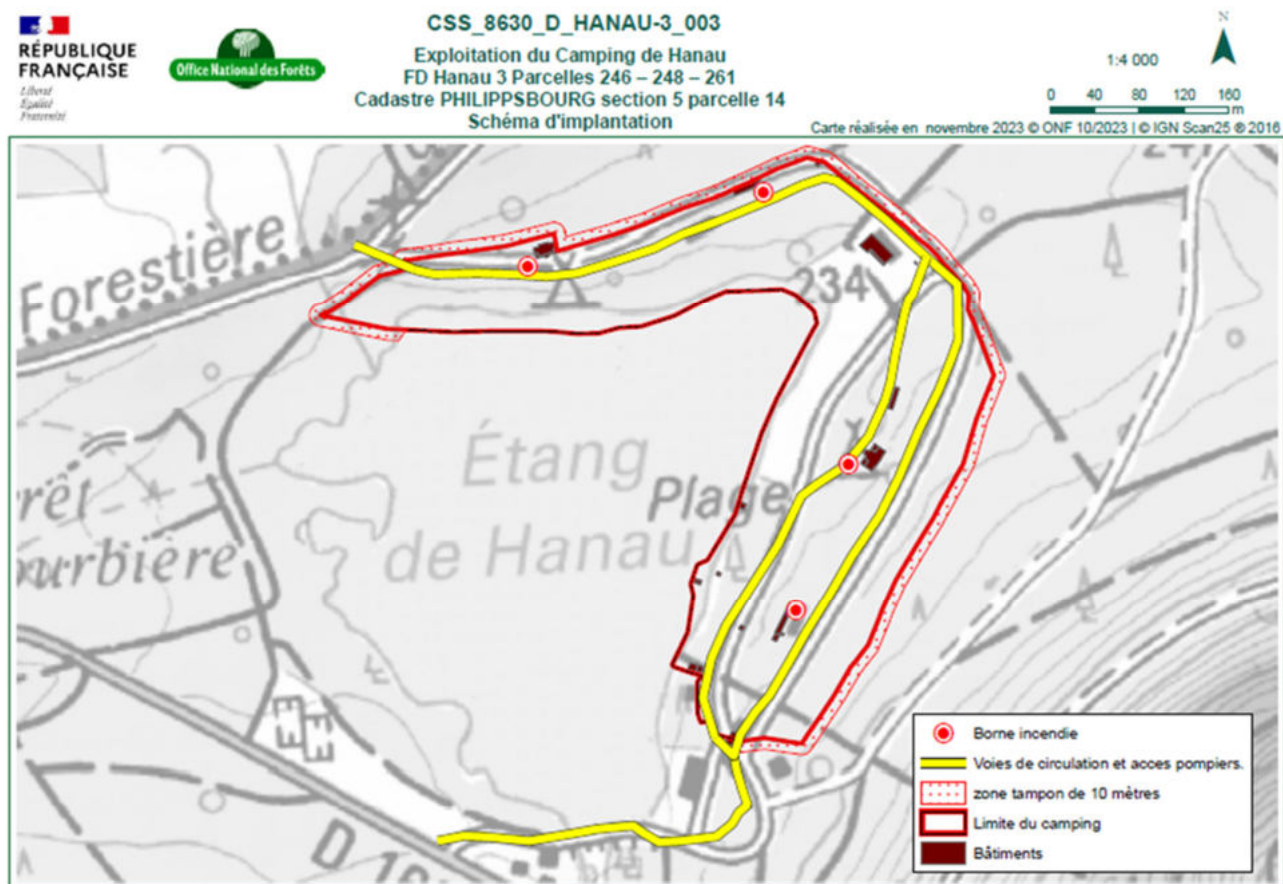 RÉPUBLIQUE
FRANÇAISE
Liberté
Égalité
Fraternité
Office National des Forêts
CSS_8630_D_HANAU-3_003
Exploitation du Camping de Hanau
FD Hanau 3 Parcelles 246 – 248 – 261
Cadastre PHILIPPSBOURG section 5 parcelle 14
Schéma d'implantation
N
1:4 000
0 40 80 120 160
m
Carte réalisée en novembre 2023 © ONF 10/2023 | © IGN Scan25 ® 2016
Forestière
234
Étang
Plage
de Hanau
ourbière
Borne incendie
Voies de circulation et acces pompiers.
zone tampon de 10 mètres
Limite du camping
Bâtiments